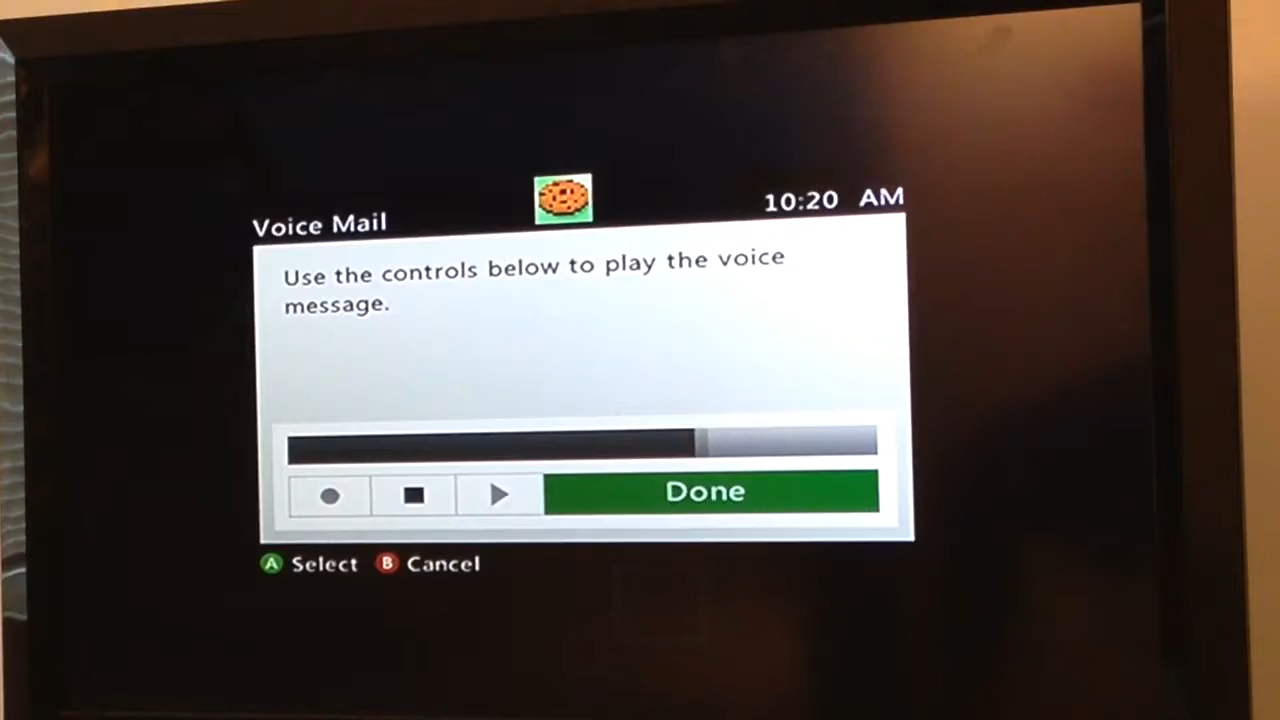 Voice Mail
10:20 AM
Use the controls below to play the voice
message.
Done
A Select B Cancel